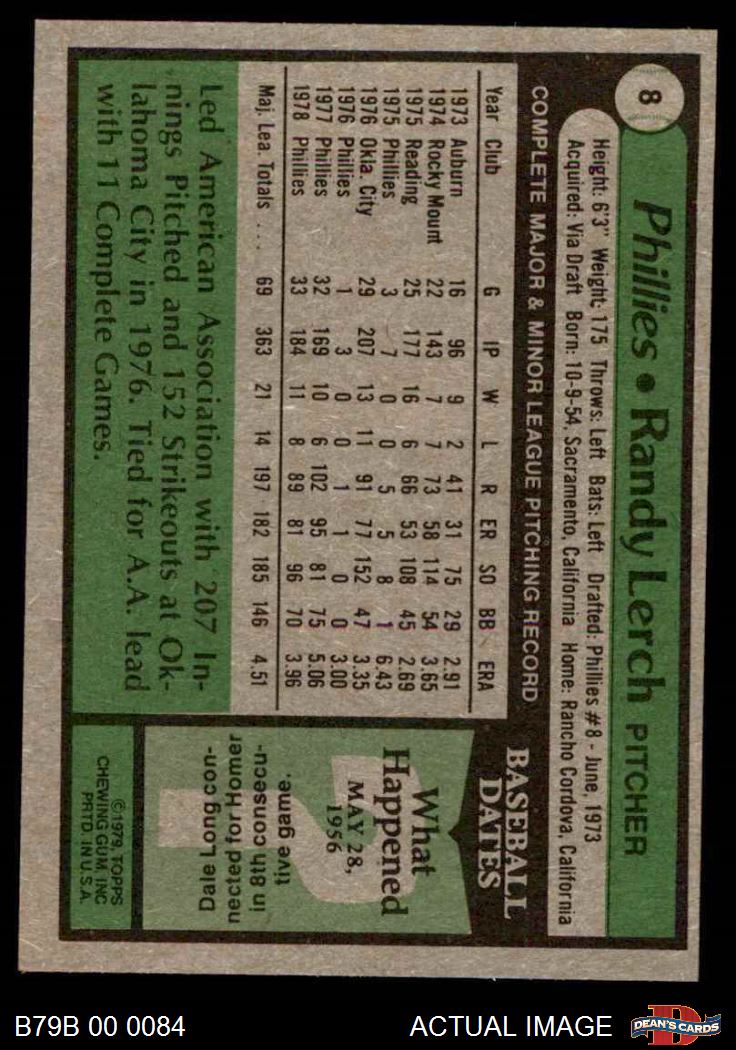 8
Phillies • Randy Lerch PITCHER
Height: 6'3" Weight: 175 Throws: Left Bats: Left Drafted: Phillies #8 - June, 1973
Acquired: Via Draft Born: 10-9-54, Sacramento, California Home: Rancho Cordova, California
COMPLETE MAJOR & MINOR LEAGUE PITCHING RECORD
Year Club G IP W L R ER SO BB ERA
1973 Auburn 16 96 9 2 41 31 75 29 2.91
1974 Rocky Mount 22 143 7 7 73 58 114 54 3.65
1975 Reading 25 177 16 6 66 53 108 45 2.69
1975 Phillies 3 7 0 0 5 5 8 1 6.43
1976 Okla. City 29 207 13 11 91 77 152 47 3.35
1976 Phillies 1 3 0 0 1 1 0 0 3.00
1977 Phillies 32 169 10 6 102 95 81 75 5.06
1978 Phillies 33 184 11 8 89 81 96 70 3.96
Maj. Lea. Totals .... 69 363 21 14 197 182 185 146 4.51
Led American Association with 207 In-
nings Pitched and 152 Strikeouts at Ok-
lahoma City in 1976. Tied for A.A. lead
with 11 Complete Games.
BASEBALL
DATES
What
Happened
MAY 28,
1956
Dale Long con-
nected for Homer
in 8th consecu-
tive game.
©1979, TOPPS
CHEWING GUM, INC
PRTD. IN U.S.A.
B79B 00 0084
ACTUAL IMAGE
D
DEAN'S CARDS